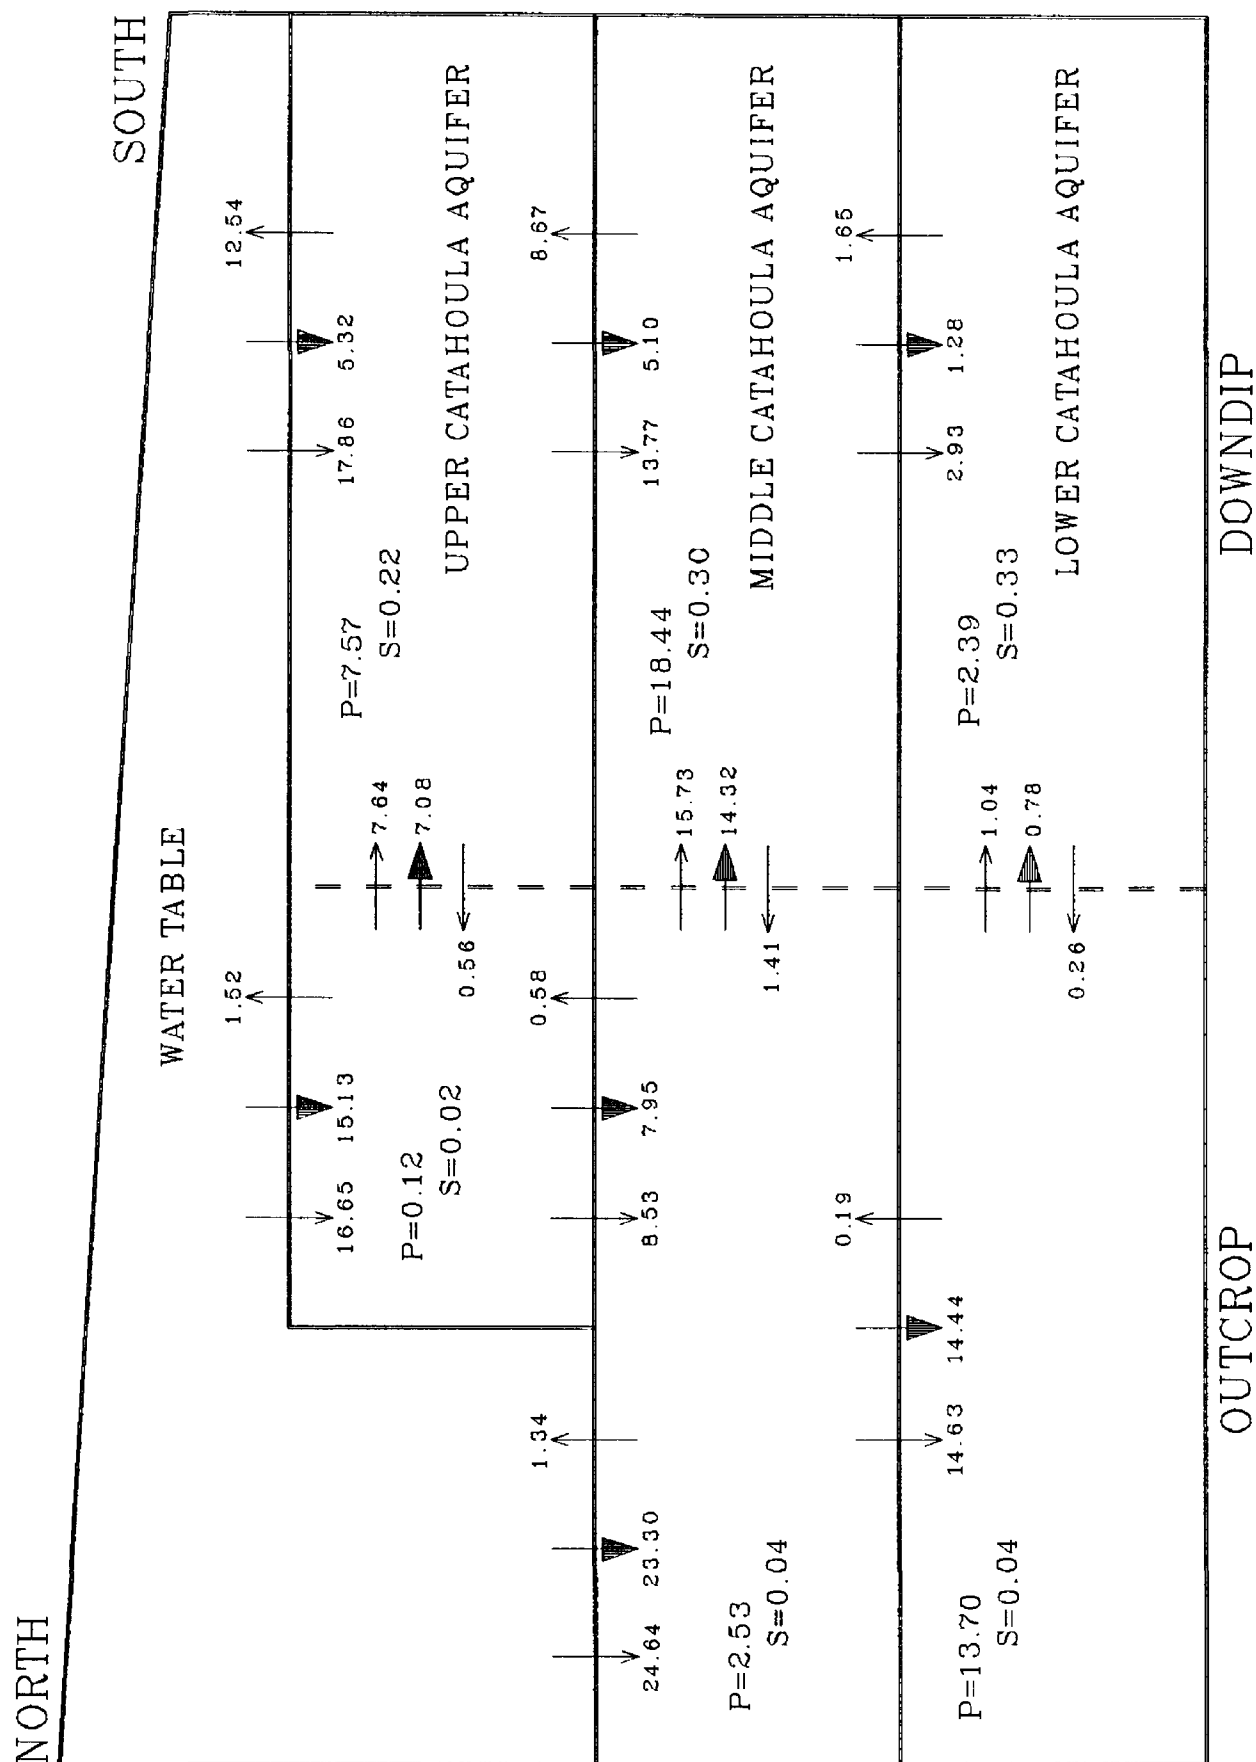 NORTH
SOUTH
WATER TABLE
1.52
12.54
16.65
15.13
17.86
5.32
P=0.12
S=0.02
7.64
7.08
0.56
P=7.57
S=0.22
UPPER CATAHOULA AQUIFER
1.34
0.58
8.67
24.64
23.30
8.53
7.95
13.77
5.10
P=2.53
S=0.04
15.73
14.32
1.41
P=18.44
S=0.30
MIDDLE CATAHOULA AQUIFER
0.19
1.65
14.63
14.44
2.93
1.28
P=13.70
S=0.04
1.04
0.78
0.26
P=2.39
S=0.33
LOWER CATAHOULA AQUIFER
OUTCROP
DOWNDIP